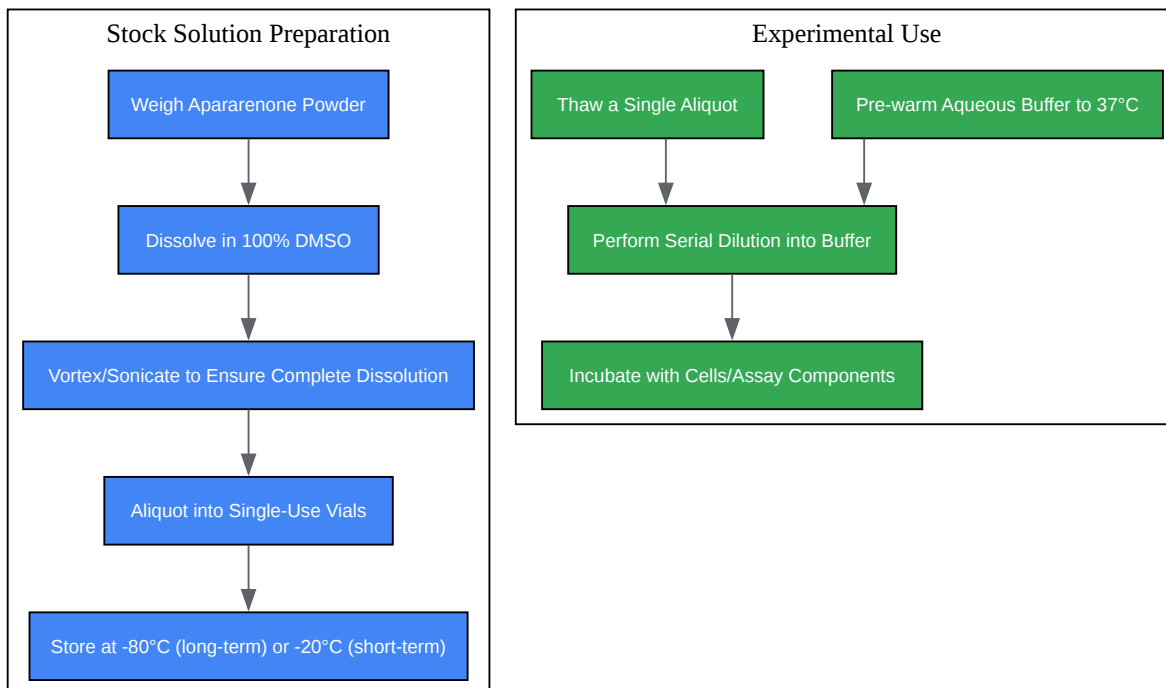 Stock Solution Preparation
Weigh Apararenone Powder
Dissolve in 100% DMSO
Vortex/Sonicate to Ensure Complete Dissolution
Aliquot into Single-Use Vials
Store at -80°C (long-term) or -20°C (short-term)
Experimental Use
Thaw a Single Aliquot
Pre-warm Aqueous Buffer to 37°C
Perform Serial Dilution into Buffer
Incubate with Cells/Assay Components